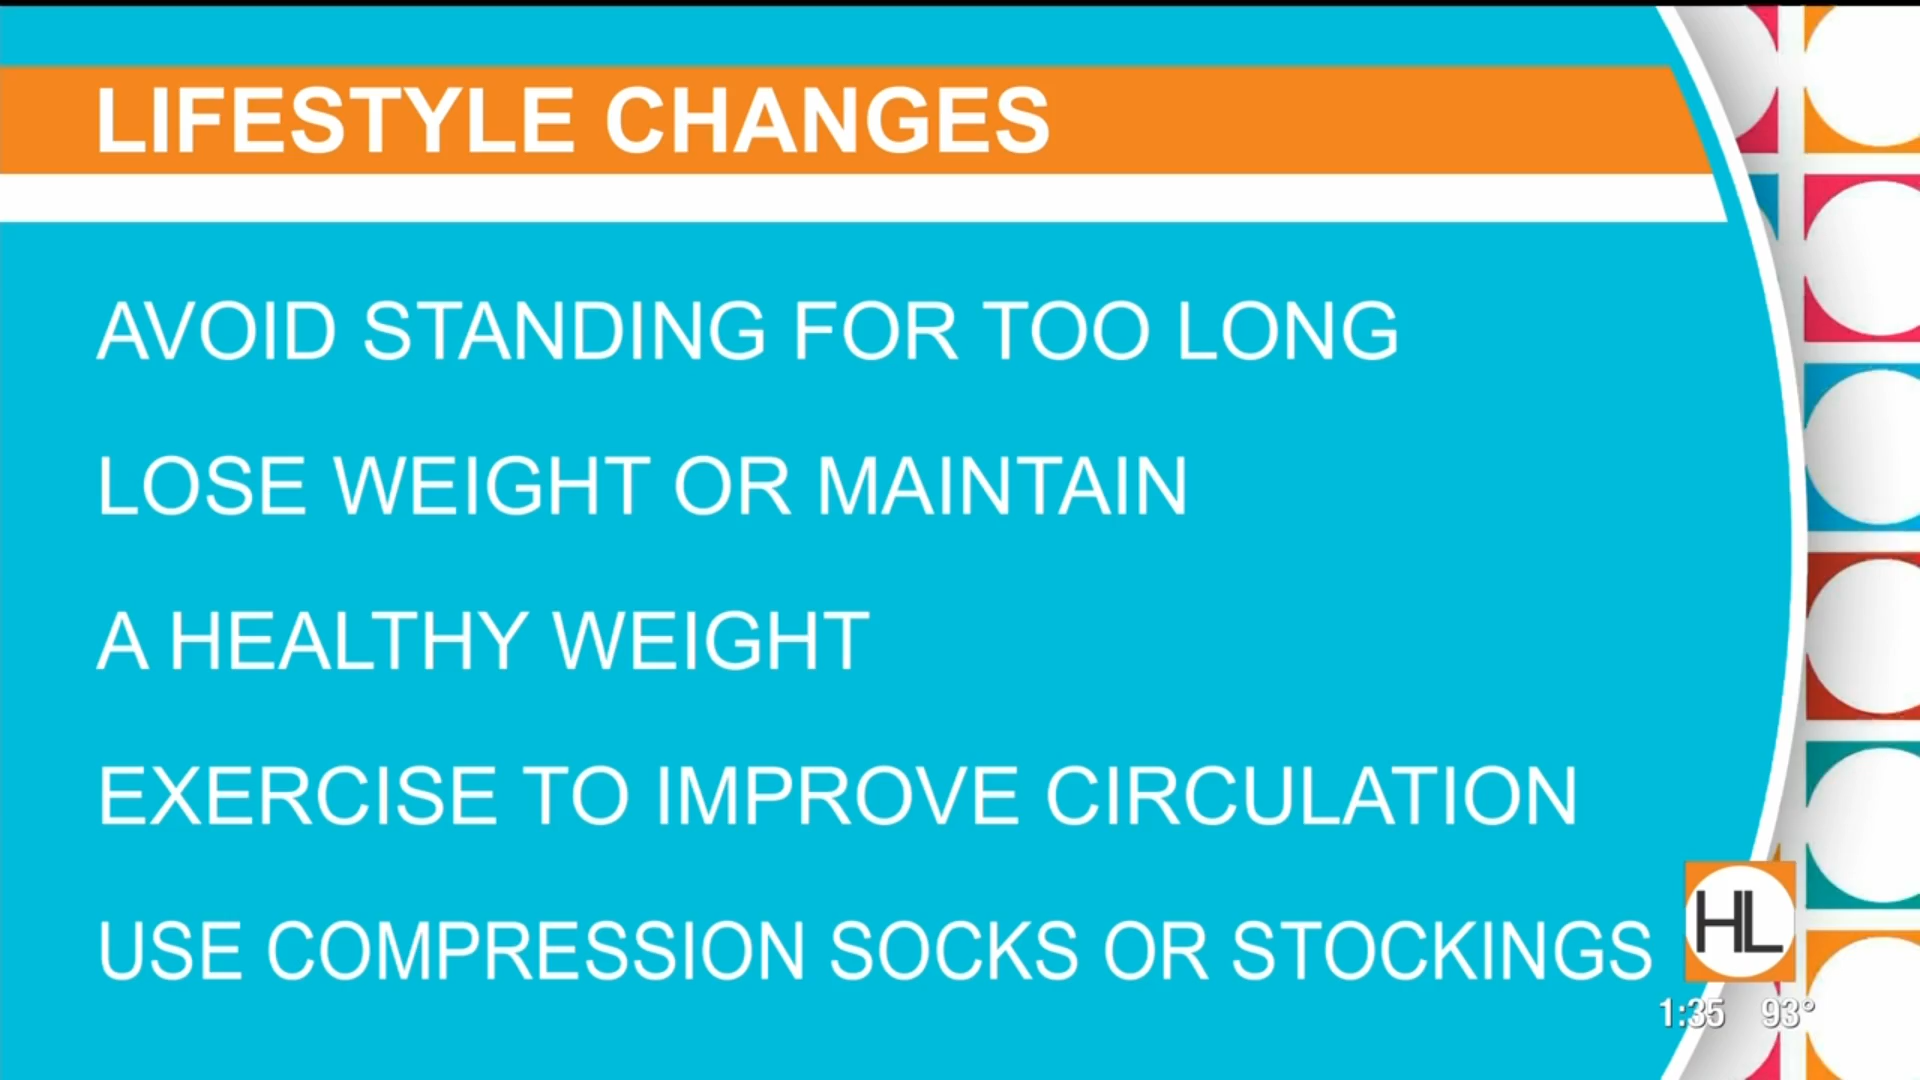 LIFESTYLE CHANGES
AVOID STANDING FOR TOO LONG
LOSE WEIGHT OR MAINTAIN
A HEALTHY WEIGHT
EXERCISE TO IMPROVE CIRCULATION
USE COMPRESSION SOCKS OR STOCKINGS
HL
1:35 93°